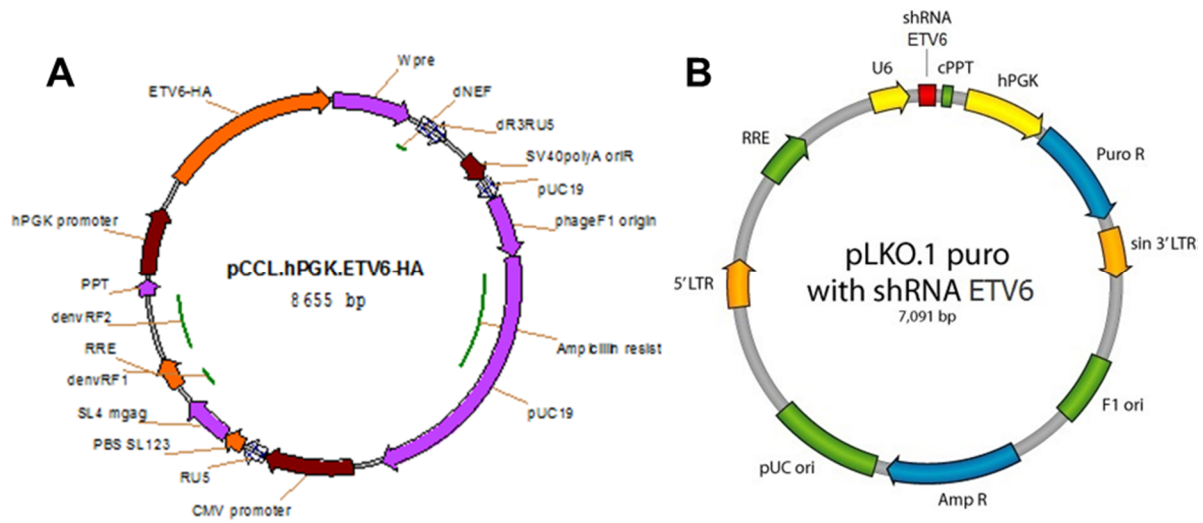 A
Wpre
ETV6-HA
dNEF
dR3RU5
SV40polyA oriR
pUC19
phageF1 origin
hPGK promoter
pCCL.hPGK.ETV6-HA
8655 bp
PPT
denvRF2
Ampicillin resist
RRE
denvRF1
SL4 mgag
pUC19
PBS SL123
RU5
CMV promoter
B
shRNA
ETV6
U6
cPPT
hPGK
RRE
Puro R
pLKO.1 puro
with shRNA ETV6
7,091 bp
sin 3' LTR
5' LTR
F1 ori
pUC ori
Amp R